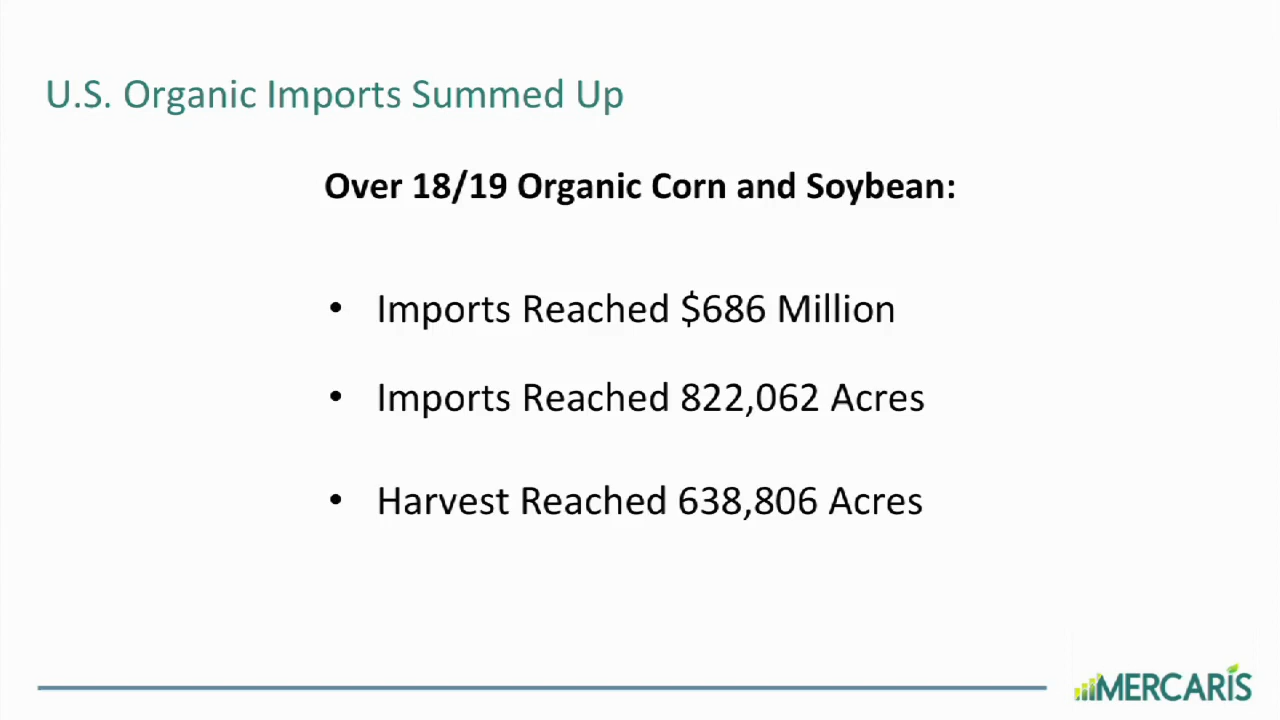 U.S. Organic Imports Summed Up
Over 18/19 Organic Corn and Soybean:
• Imports Reached $686 Million
• Imports Reached 822,062 Acres
• Harvest Reached 638,806 Acres
MERCARIS